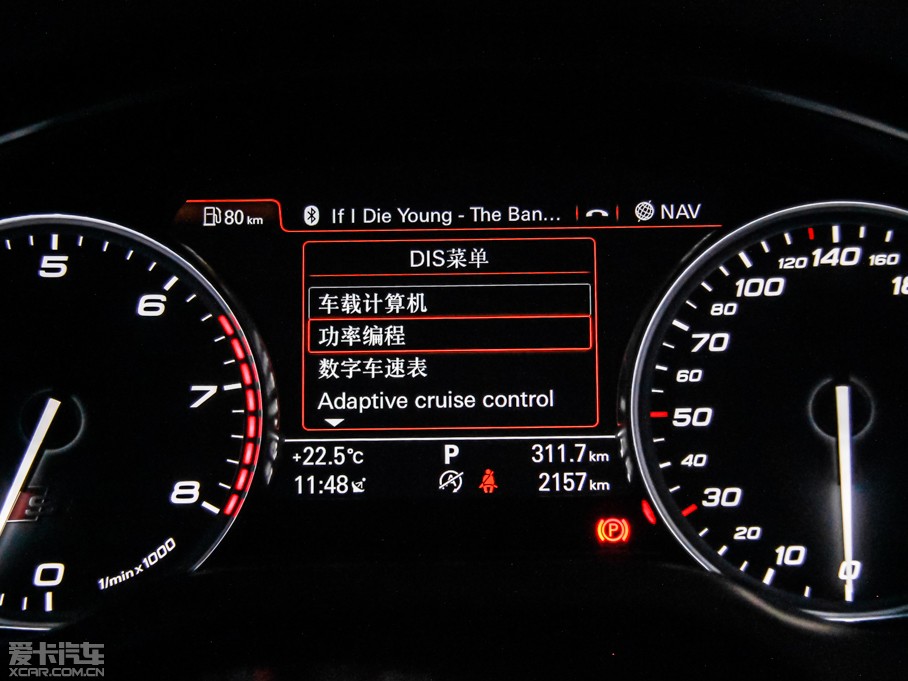 80 km
If I Die Young - The Ban...
NAV
DIS菜单
车载计算机
功率编程
数字车速表
Adaptive cruise control
+22.5°C
P
311.7 km
11:48
A
2157 km
P
5
6
7
8
0
1/min x 1000
S
0
10
20
30
40
50
60
70
80
100
120
140
160
爱卡汽车
XCAR.COM.CN